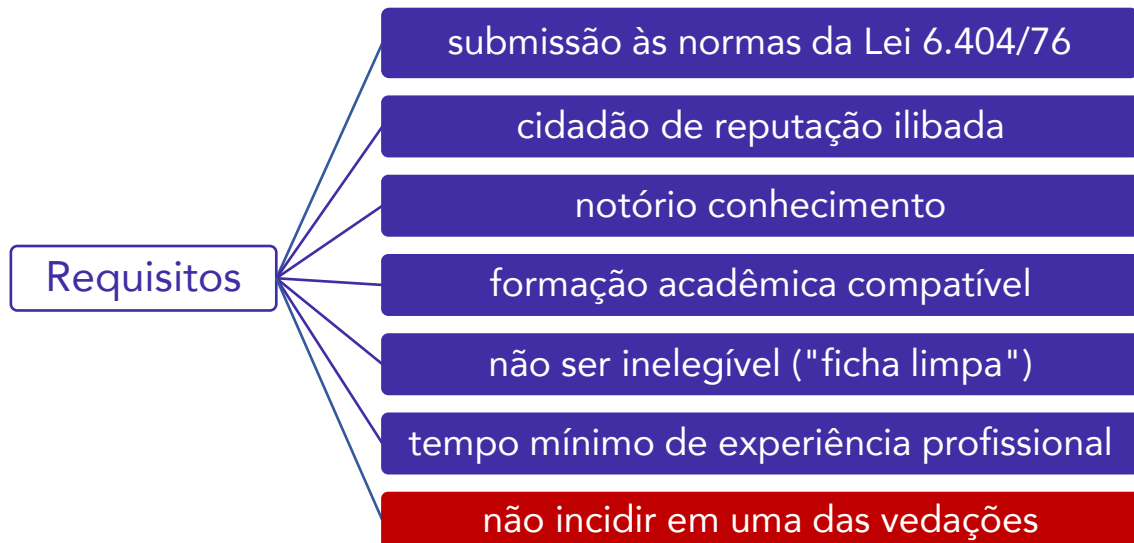 Requisitos
submissão às normas da Lei 6.404/76
cidadão de reputação ilibada
notório conhecimento
formação acadêmica compatível
não ser inelegível ("ficha limpa")
tempo mínimo de experiência profissional
não incidir em uma das vedações